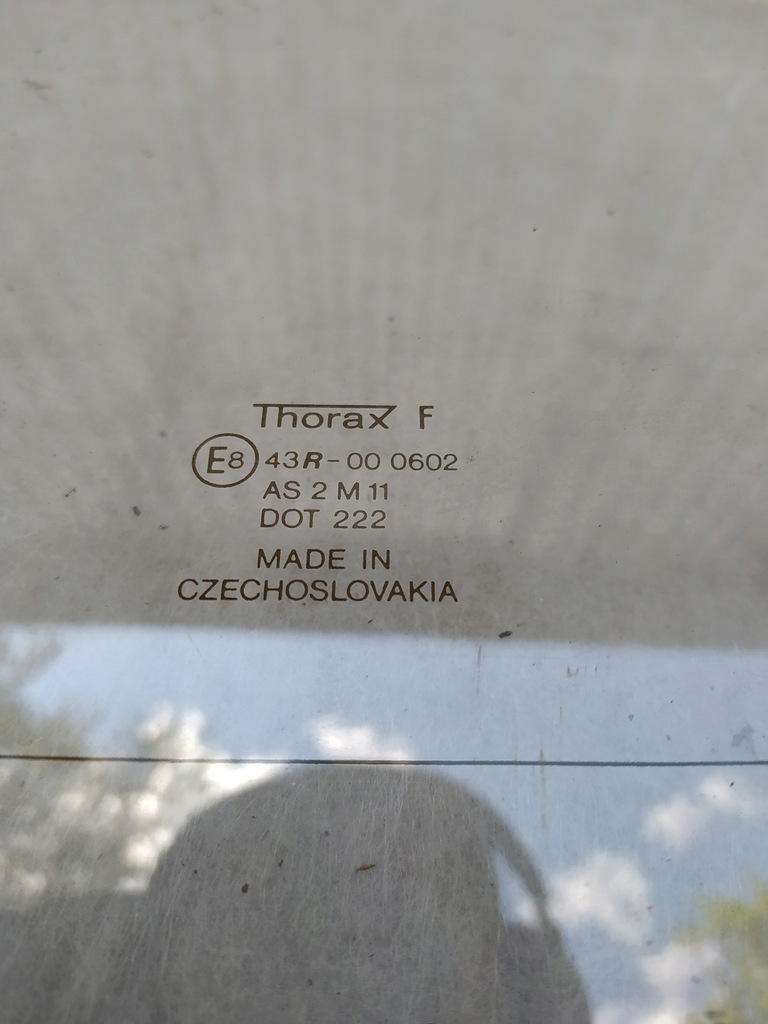 Thorax F
E8 43R-00 0602
AS 2 M 11
DOT 222
MADE IN
CZECHOSLOVAKIA